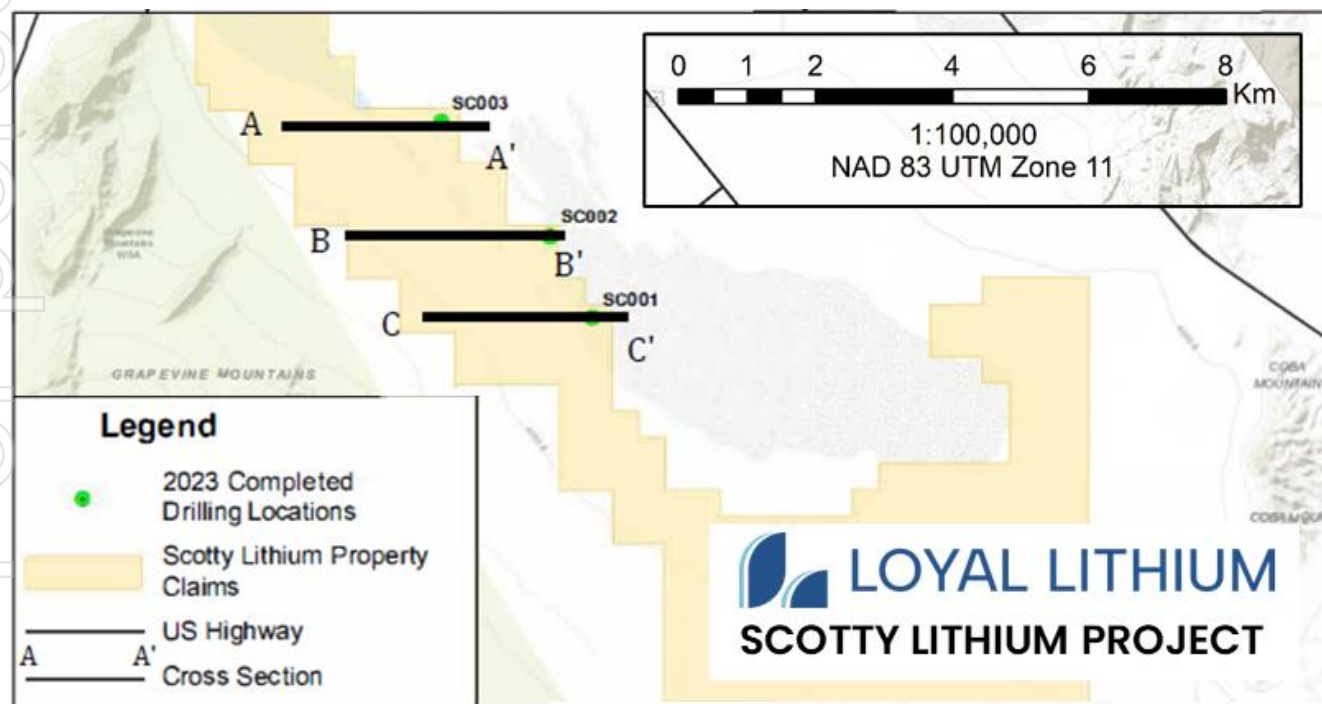 0 1 2 4 6 8
Km
1:100,000
NAD 83 UTM Zone 11
SC003
A
A'
SC002
B
B'
SC001
C
C'
GRAPEVINE MOUNTAINS
COBA
MOUNTAIN
Legend
2023 Completed
Drilling Locations
Scotty Lithium Property
Claims
US Highway
A A'
Cross Section
LOYAL LITHIUM
SCOTTY LITHIUM PROJECT